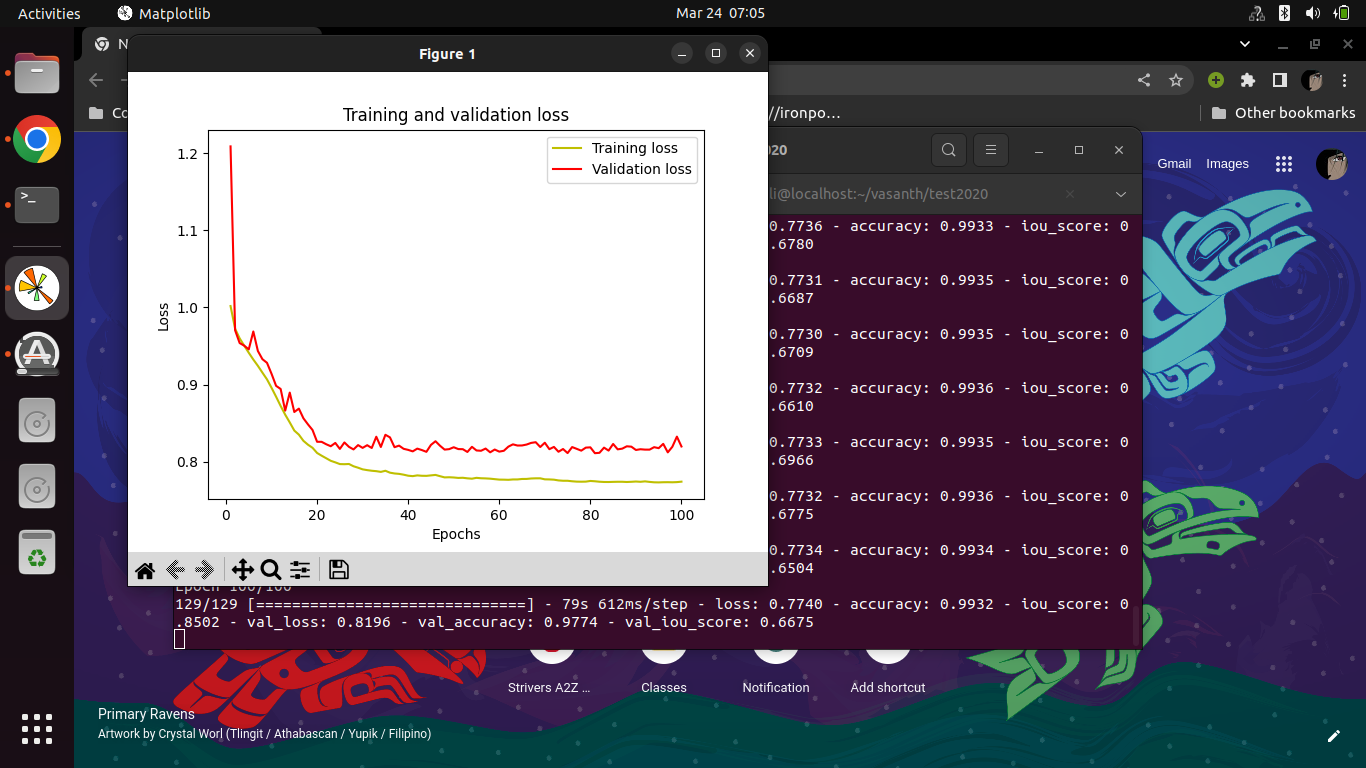 Activities
Matplotlib
Mar 24 07:05
N
Figure 1
Co
//ironpo…
Other bookmarks
Training and validation loss
Training loss
Validation loss
1.2
1.1
1.0
0.9
0.8
Loss
0 20 40 60 80 100
Epochs
020
li@localhost:~/vasanth/test2020
Gmail
Images
0.7736 - accuracy: 0.9933 - iou_score: 0
.6780
0.7731 - accuracy: 0.9935 - iou_score: 0
.6687
0.7730 - accuracy: 0.9935 - iou_score: 0
.6709
0.7732 - accuracy: 0.9936 - iou_score: 0
.6610
0.7733 - accuracy: 0.9935 - iou_score: 0
.6966
0.7732 - accuracy: 0.9936 - iou_score: 0
.6775
0.7734 - accuracy: 0.9934 - iou_score: 0
.6504
Epoch 100/100
129/129 [==============================] - 79s 612ms/step - loss: 0.7740 - accuracy: 0.9932 - iou_score: 0
.8502 - val_loss: 0.8196 - val_accuracy: 0.9774 - val_iou_score: 0.6675
Strivers A2Z ...
Classes
Notification
Add shortcut
Primary Ravens
Artwork by Crystal Worl (Tlingit / Athabascan / Yupik / Filipino)